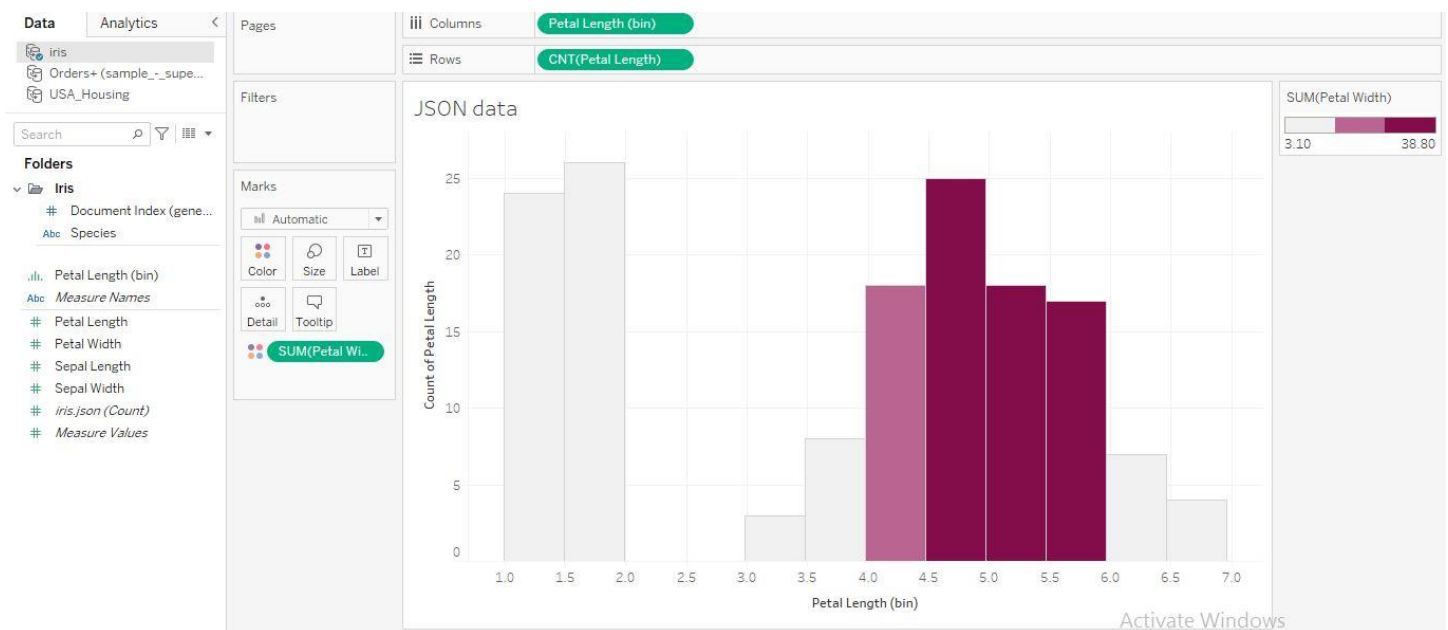 Data Analytics
iris
Orders+ (sample_-_supe...
USA_Housing
Search
Folders
Iris
# Document Index (gene...
Abc Species
Petal Length (bin)
Abc Measure Names
# Petal Length
# Petal Width
# Sepal Length
# Sepal Width
# iris.json (Count)
# Measure Values
Pages
Filters
Marks
Automatic
Color Size Label
Detail Tooltip
SUM(Petal Wi..
Columns Petal Length (bin)
Rows CNT(Petal Length)
JSON data
Count of Petal Length
25
20
15
10
5
0
1.0 1.5 2.0 2.5 3.0 3.5 4.0 4.5 5.0 5.5 6.0 6.5 7.0
Petal Length (bin)
SUM(Petal Width)
3.10 38.80
Activate Windows